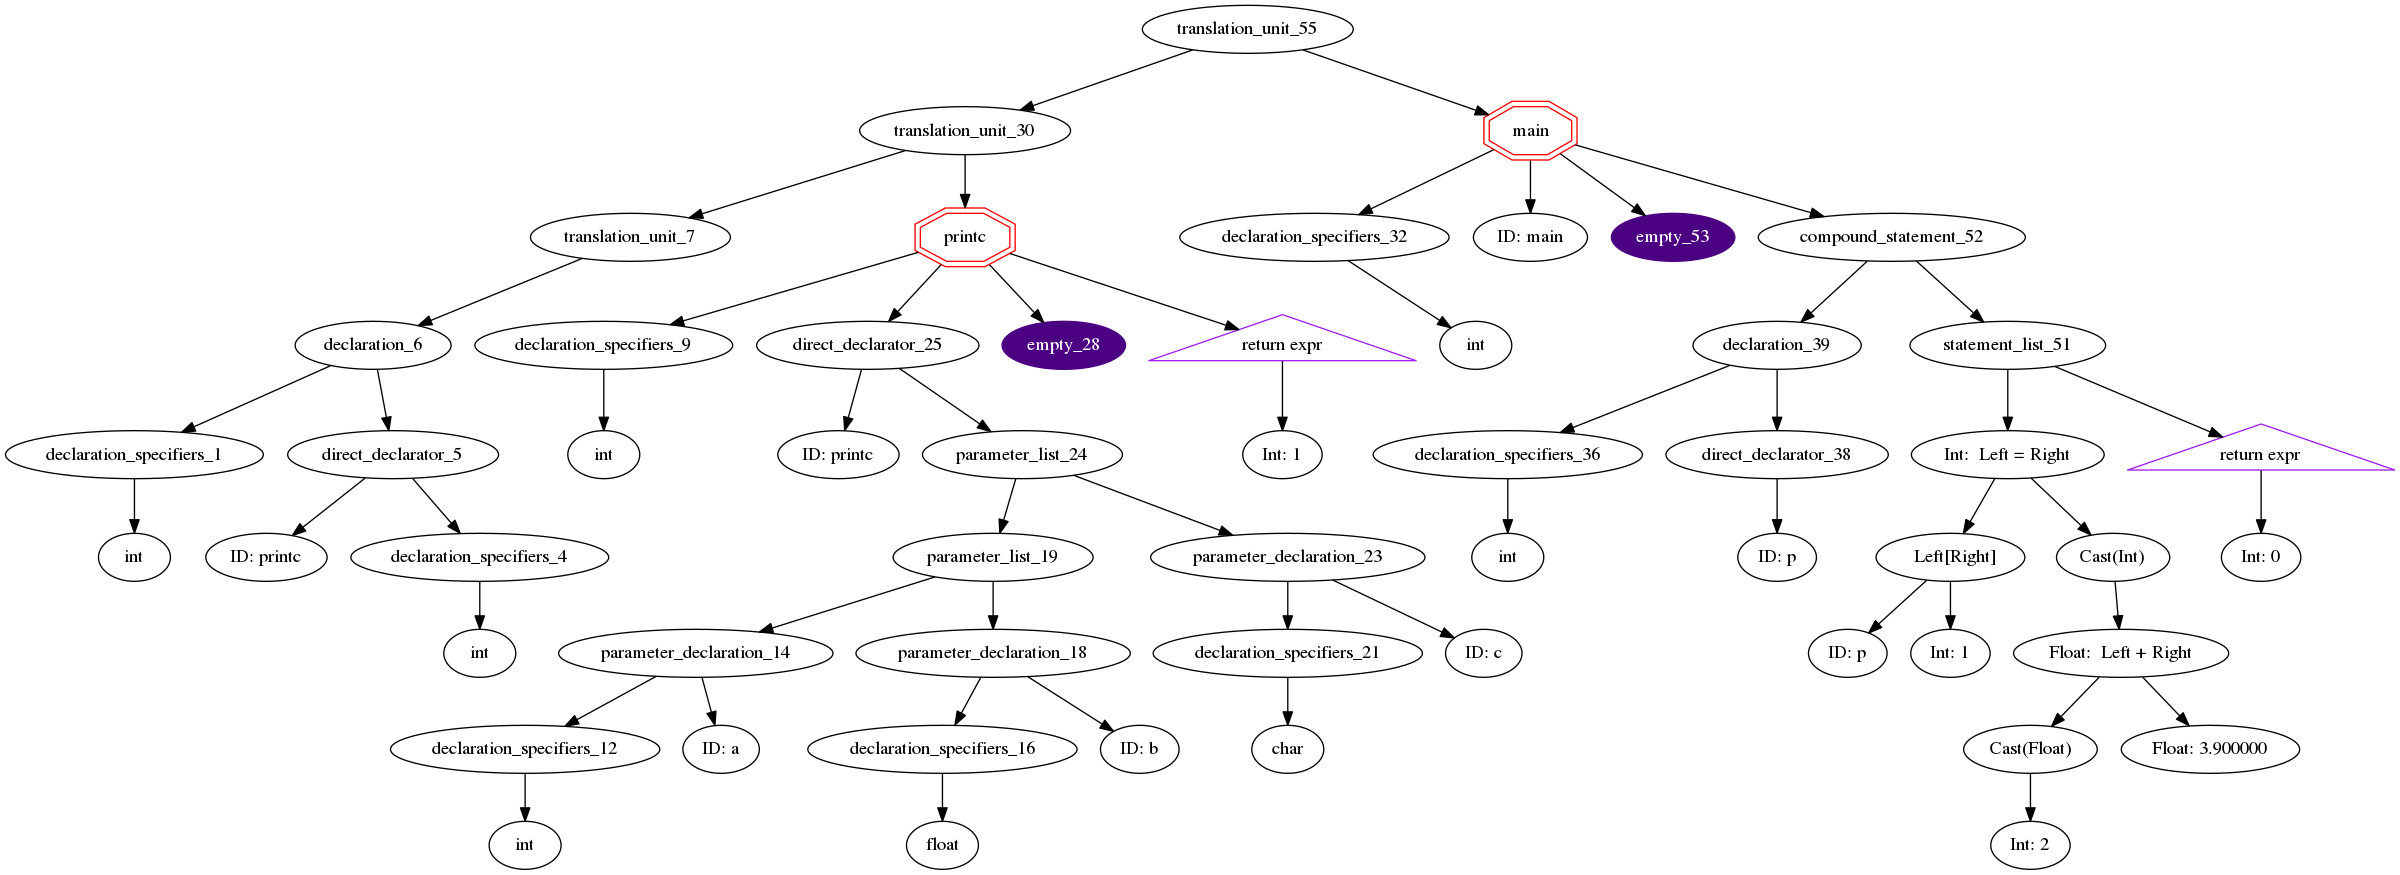 translation_unit_55
translation_unit_30
main
translation_unit_7
printc
declaration_specifiers_32
ID: main
empty_53
compound_statement_52
declaration_6
declaration_specifiers_9
direct_declarator_25
empty_28
return expr
int
declaration_39
statement_list_51
declaration_specifiers_1
direct_declarator_5
int
ID: printc
parameter_list_24
Int: 1
declaration_specifiers_36
direct_declarator_38
Int:  Left = Right
return expr
int
ID: printc
declaration_specifiers_4
parameter_list_19
parameter_declaration_23
int
ID: p
Left[Right]
Cast(Int)
Int: 0
int
parameter_declaration_14
parameter_declaration_18
declaration_specifiers_21
ID: c
ID: p
Int: 1
Float:  Left + Right
declaration_specifiers_12
ID: a
declaration_specifiers_16
ID: b
char
Cast(Float)
Float: 3.900000
int
float
Int: 2